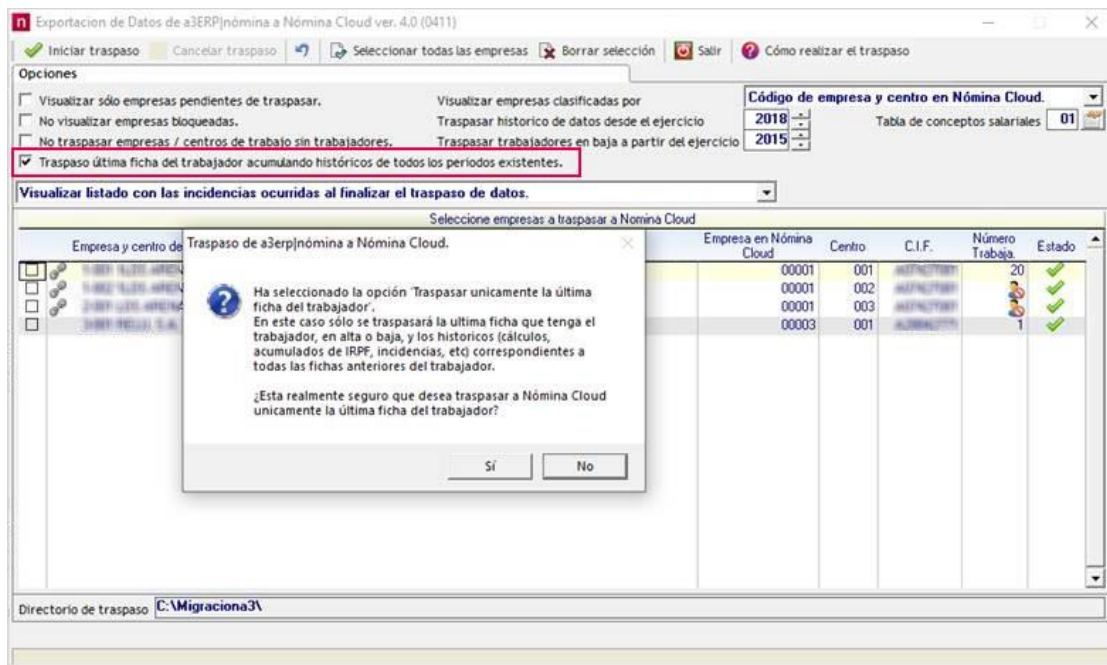 n Exportacion de Datos de a3ERP|nómina a Nómina Cloud ver. 4.0 (0411)
Iniciar traspaso Cancelar traspaso Seleccionar todas las empresas Borrar selección Salir Cómo realizar el traspaso
Opciones
Visualizar sólo empresas pendientes de traspasar. Visualizar empresas clasificadas por Código de empresa y centro en Nómina Cloud.
No visualizar empresas bloqueadas. Traspasar historico de datos desde el ejercicio 2018 Tabla de conceptos salariales 01
No traspasar empresas / centros de trabajo sin trabajadores. Traspasar trabajadores en baja a partir del ejercicio 2015
Traspaso última ficha del trabajador acumulando históricos de todos los periodos existentes.
Visualizar listado con las incidencias ocurridas al finalizar el traspaso de datos.
Seleccione empresas a traspasar a Nomina Cloud
Empresa y centro de Empresa en Nómina Cloud Centro C.I.F. Número Trabaja. Estado
00001 001 20
00001 002
00001 003
00003 001 1
Traspaso de a3erp|nómina a Nómina Cloud.
Ha seleccionado la opción 'Traspasar unicamente la última
ficha del trabajador'.
En este caso sólo se traspasará la ultima ficha que tenga el
trabajador, en alta o baja, y los historicos (cálculos,
acumulados de IRPF, incidencias, etc) correspondientes a
todas las fichas anteriores del trabajador.
¿Esta realmente seguro que desea traspasar a Nómina Cloud
unicamente la última ficha del trabajador?
Sí No
Directorio de traspaso C:\Migraciona3\